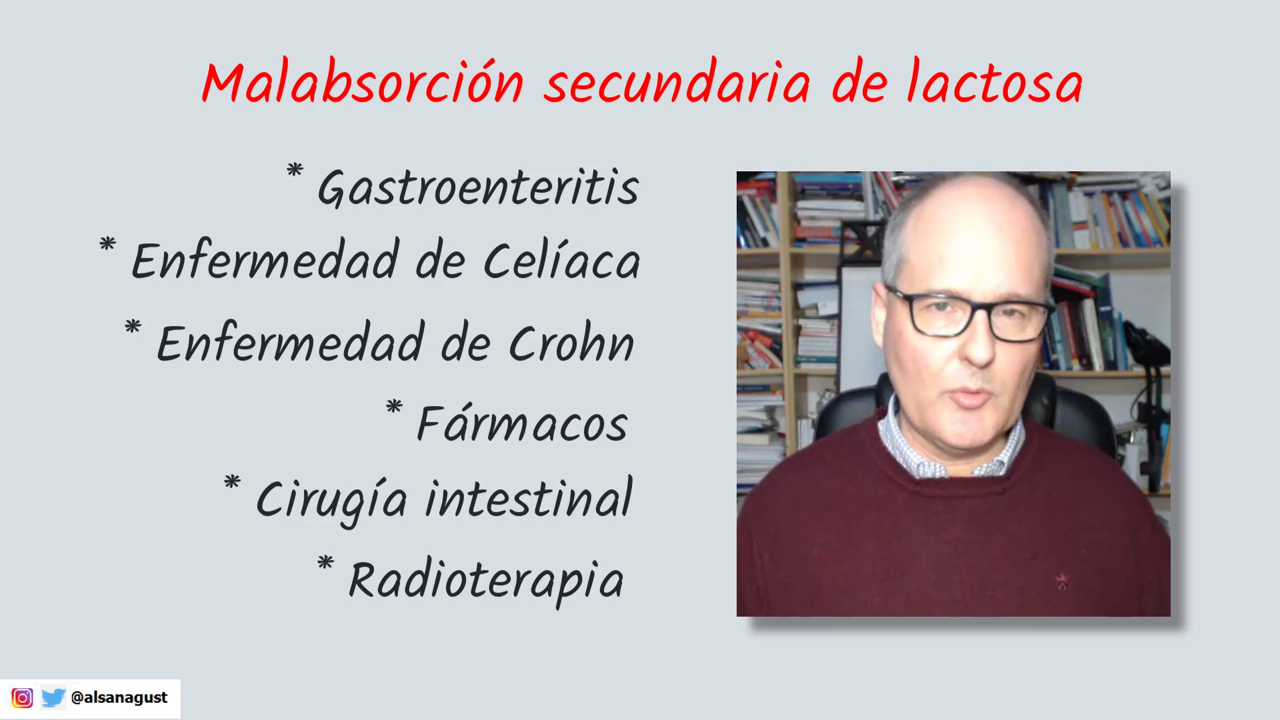 Malabsorción secundaria de lactosa
* Gastroenteritis
* Enfermedad de Celíaca
* Enfermedad de Crohn
* Fármacos
* Cirugía intestinal
* Radioterapia
@alsanagust